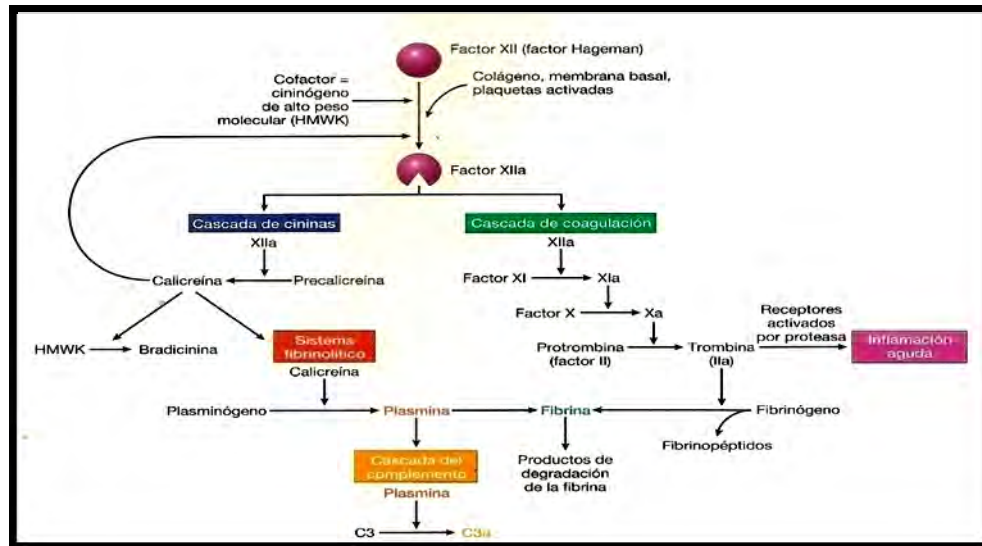 Factor XII (factor Hageman)
Cofactor =
cininógeno
de alto peso
molecular (HMWK)
Colágeno, membrana basal,
plaquetas activadas
Factor XIIa
Cascada de cininas
XIIa
Cascada de coagulación
XIIa
Calicreína
Precalicreína
Factor XI
XIa
Factor X
Xa
HMWK
Bradicinina
Sistema
fibrinolítico
Calicreína
Protrombina
(factor II)
Trombina
(IIa)
Receptores
activados
por proteasa
Inflamación
aguda
Plasminógeno
Plasmina
Fibrina
Fibrinógeno
Fibrinopéptidos
Cascada del
complemento
Plasmina
Productos de
degradación
de la fibrina
C3
C3a